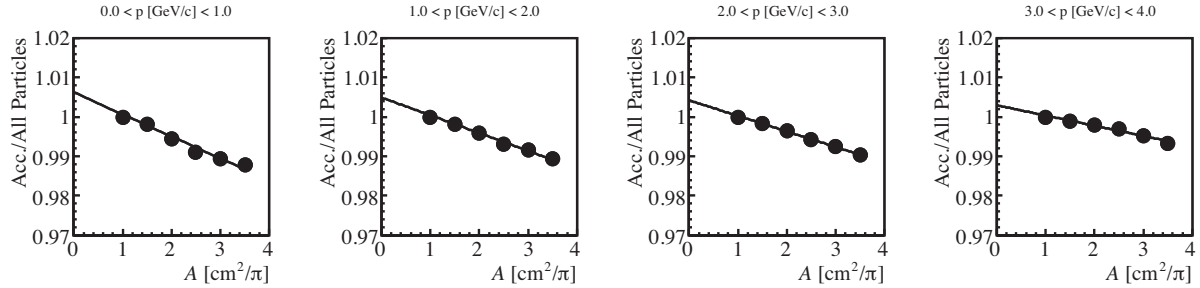 0.0 < p [GeV/c] < 1.0
Acc./All Particles
1.02
1.01
1
0.99
0.98
0.97
0 1 2 3 4
A [cm²/π]
1.0 < p [GeV/c] < 2.0
Acc./All Particles
1.02
1.01
1
0.99
0.98
0.97
0 1 2 3 4
A [cm²/π]
2.0 < p [GeV/c] < 3.0
Acc./All Particles
1.02
1.01
1
0.99
0.98
0.97
0 1 2 3 4
A [cm²/π]
3.0 < p [GeV/c] < 4.0
Acc./All Particles
1.02
1.01
1
0.99
0.98
0.97
0 1 2 3 4
A [cm²/π]